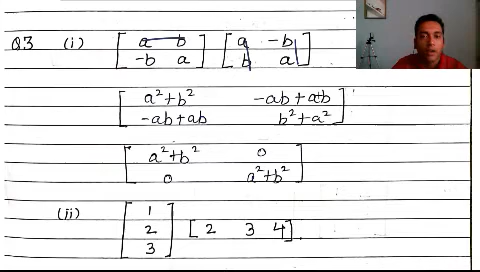 Q3 (i) [ a b ] [ a -b ]
[ -b a ] [ b a ]
[ a²+b² -ab+ab ]
[ -ab+ab b²+a² ]
[ a²+b² 0 ]
[ 0 a²+b² ]
(ii) [ 1 ]
[ 2 ] [ 2 3 4 ].
[ 3 ]